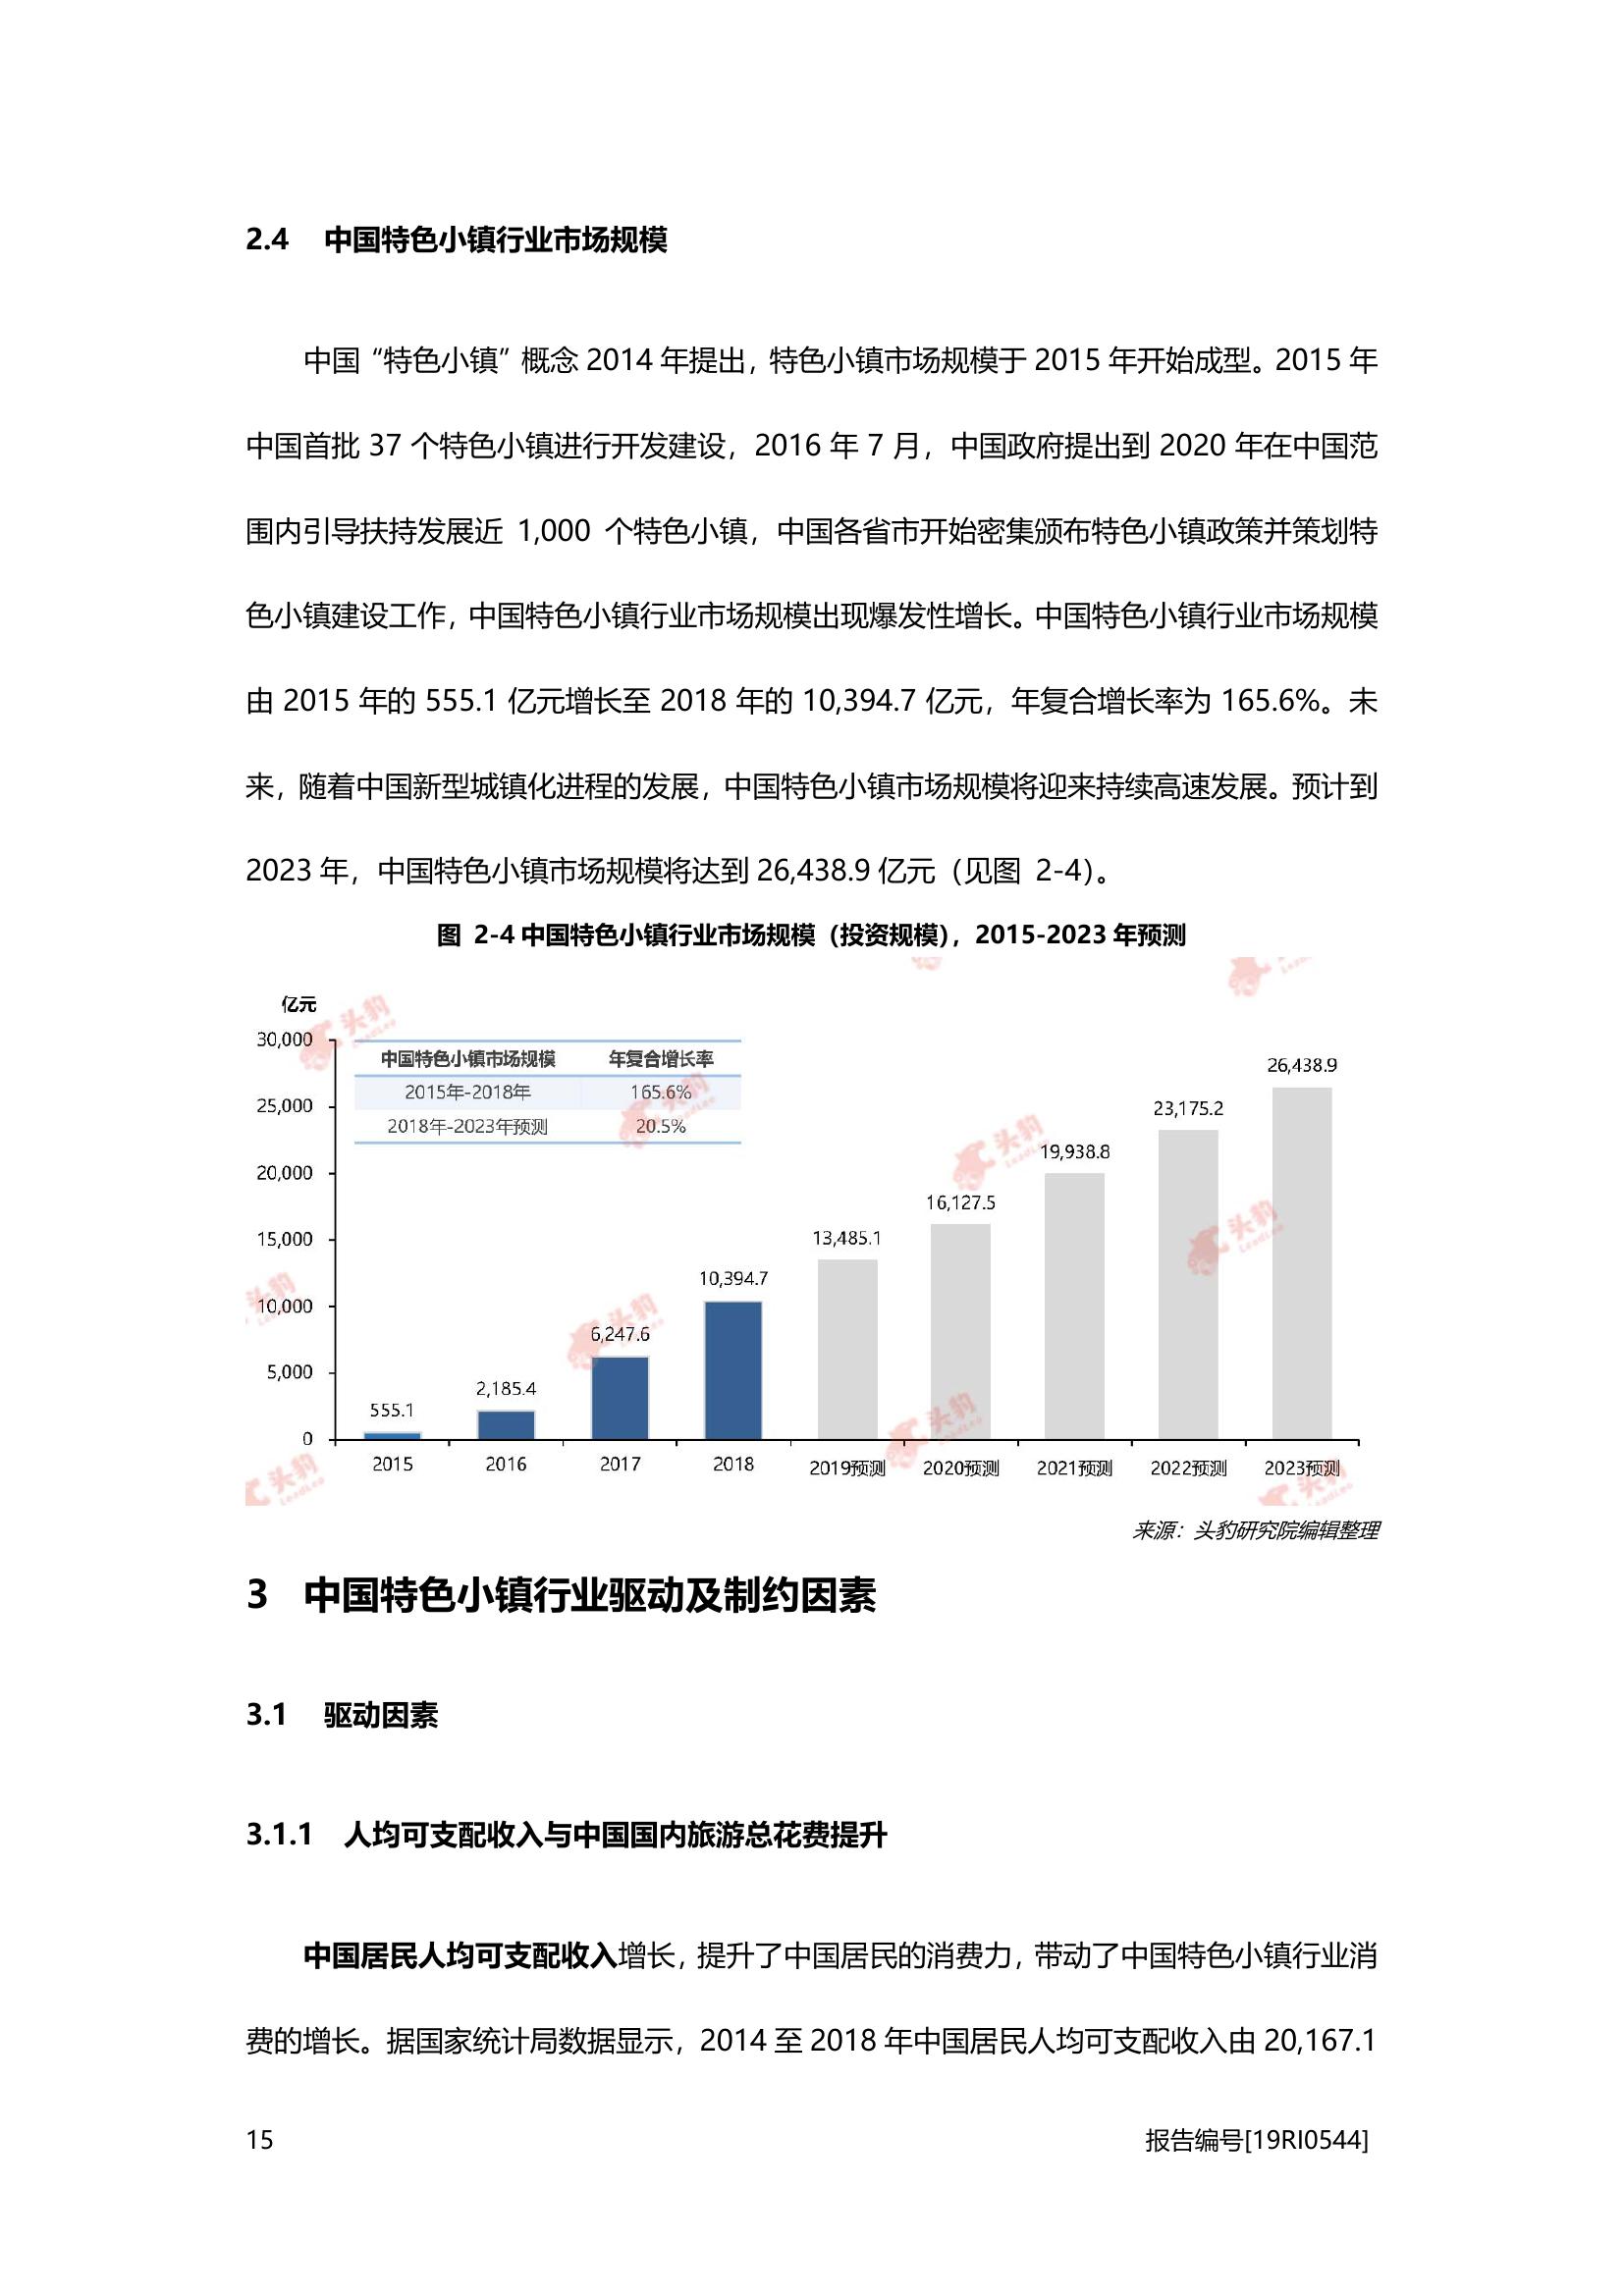 2.4 中国特色小镇行业市场规模
中国“特色小镇”概念 2014 年提出，特色小镇市场规模于 2015 年开始成型。2015 年
中国首批 37 个特色小镇进行开发建设，2016 年 7 月，中国政府提出到 2020 年在中国范
围内引导扶持发展近 1,000 个特色小镇，中国各省市开始密集颁布特色小镇政策并策划特
色小镇建设工作，中国特色小镇行业市场规模出现爆发性增长。中国特色小镇行业市场规模
由 2015 年的 555.1 亿元增长至 2018 年的 10,394.7 亿元，年复合增长率为 165.6%。未
来，随着中国新型城镇化进程的发展，中国特色小镇市场规模将迎来持续高速发展。预计到
2023 年，中国特色小镇市场规模将达到 26,438.9 亿元（见图 2-4）。
图 2-4 中国特色小镇行业市场规模（投资规模），2015-2023 年预测
亿元
30,000
25,000
20,000
15,000
10,000
5,000
0
中国特色小镇市场规模 年复合增长率
2015年-2018年 165.6%
2018年-2023年预测 20.5%
555.1
2,185.4
6,247.6
10,394.7
13,485.1
16,127.5
19,938.8
23,175.2
26,438.9
2015 2016 2017 2018 2019预测 2020预测 2021预测 2022预测 2023预测
头豹
LeadLeo
来源：头豹研究院编辑整理
3 中国特色小镇行业驱动及制约因素
3.1 驱动因素
3.1.1 人均可支配收入与中国国内旅游总花费提升
中国居民人均可支配收入增长，提升了中国居民的消费力，带动了中国特色小镇行业消
费的增长。据国家统计局数据显示，2014 至 2018 年中国居民人均可支配收入由 20,167.1
15 报告编号[19RI0544]